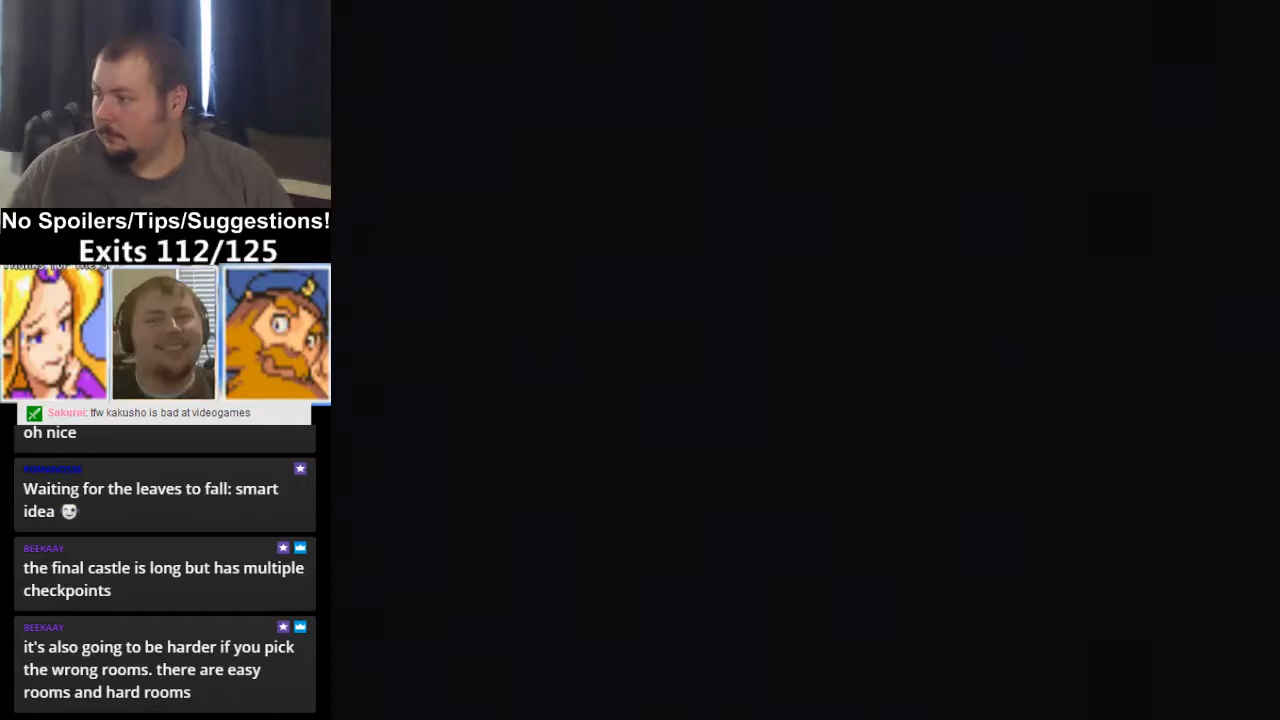 No Spoilers/Tips/Suggestions!
Exits 112/125
Sakurei: tfw kakusho is bad at videogames
oh nice
Waiting for the leaves to fall: smart
idea
BEEKAAY
the final castle is long but has multiple
checkpoints
BEEKAAY
it's also going to be harder if you pick
the wrong rooms. there are easy
rooms and hard rooms